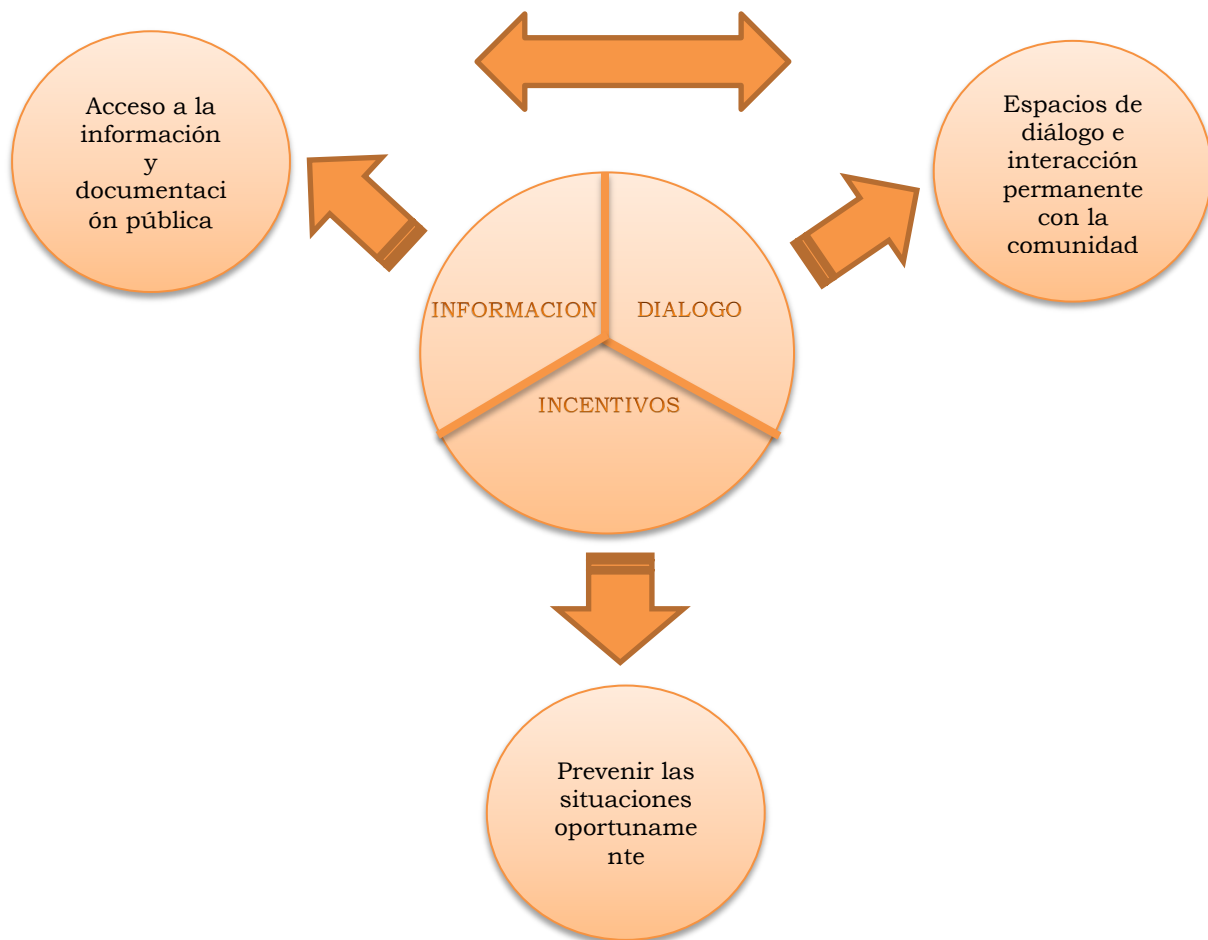 Acceso a la
información
y
documentaci
ón pública
Espacios de
diálogo e
interacción
permanente
con la
comunidad
INFORMACION
DIALOGO
INCENTIVOS
Prevenir las
situaciones
oportuname
nte